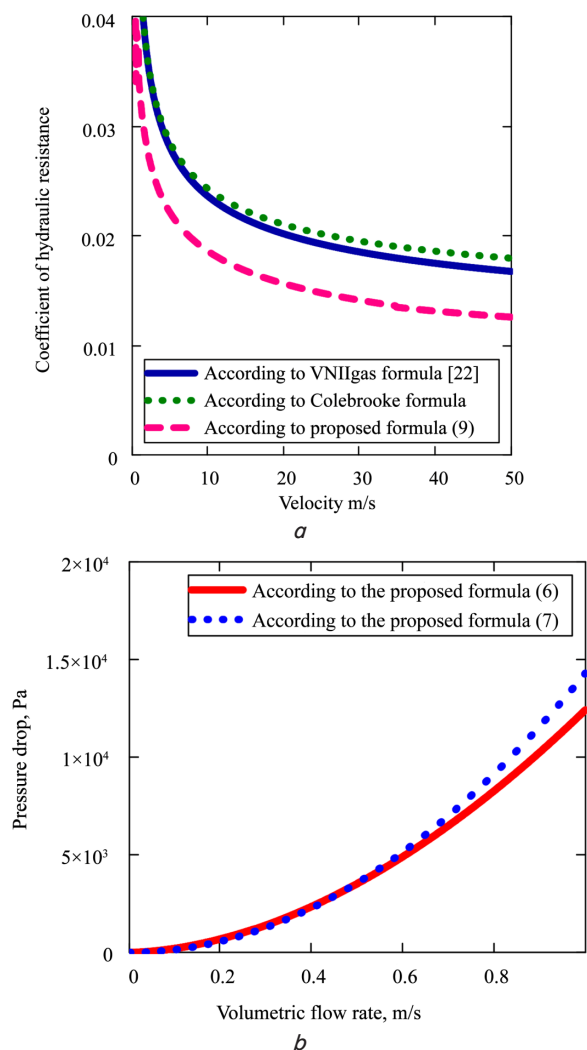 0.04
0.03
0.02
0.01
0
Coefficient of hydraulic resistance
According to VNIIgas formula [22]
According to Colebrooke formula
According to proposed formula (9)
0 10 20 30 40 50
Velocity m/s
a
2×10⁴
1.5×10⁴
1×10⁴
5×10³
0
Pressure drop, Pa
According to the proposed formula (6)
According to the proposed formula (7)
0.2 0.4 0.6 0.8
Volumetric flow rate, m/s
b